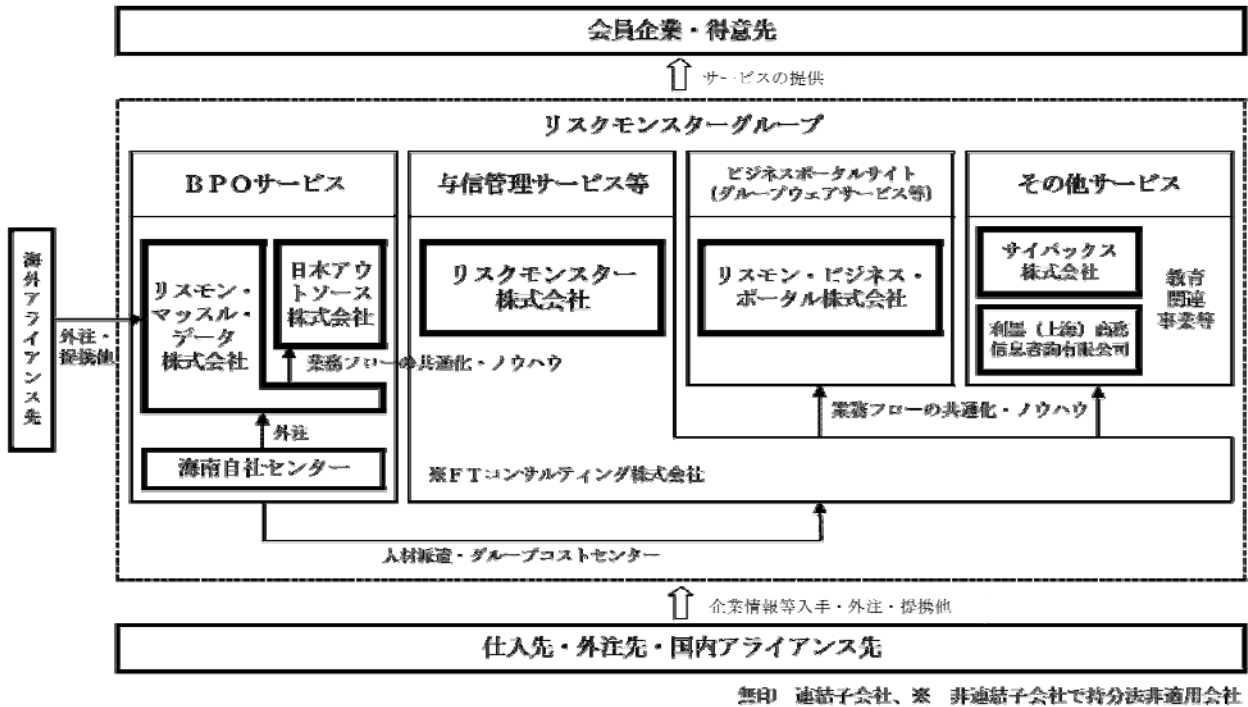 会員企業・得意先
サービスの提供
リスクモンスターグループ
BPOサービス
与信管理サービス等
ビジネスポータルサイト
(グループウェアサービス等)
その他サービス
海外アライアンス先
外注・
提携他
リスモン・
マッスル・
データ
株式会社
日本アウ
トソース
株式会社
リスクモンスター
株式会社
リスモン・ビジネス・
ポータル株式会社
サイバックス
株式会社
利墨(上海)商務
信息咨詢有限公司
教育
関連
事業等
業務フローの共通化・ノウハウ
業務フローの共通化・ノウハウ
外注
海南自社センター
※FTコンサルティング株式会社
人材派遣・グループコストセンター
企業情報等入手・外注・提携他
仕入先・外注先・国内アライアンス先
無印 連結子会社、※ 非連結子会社で持分法非適用会社